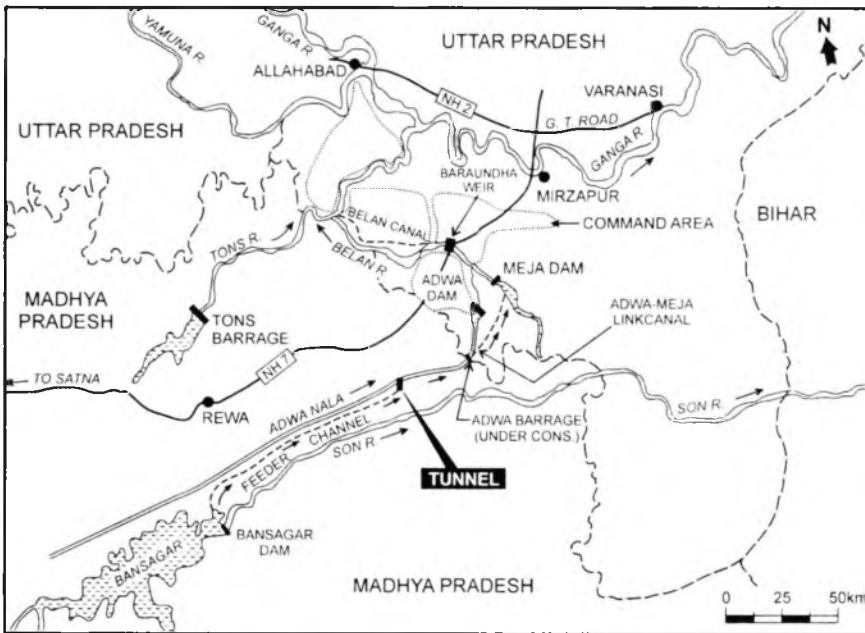 YAMUNA R.
GANGA R.
UTTAR PRADESH
N
ALLAHABAD
NH 2
VARANASI
G. T. ROAD
UTTAR PRADESH
GANGA R.
BARAUNDHA
WEIR
MIRZAPUR
BELAN CANAL
COMMAND AREA
BIHAR
TONS R.
BELAN R.
ADWA
DAM
MEJA DAM
MADHYA
PRADESH
TONS
BARRAGE
ADWA-MEJA
LINKCANAL
TO SATNA
NH 7
REWA
ADWA NALA
FEEDER CHANNEL
SON R.
ADWA BARRAGE
(UNDER CONS.)
SON R.
TUNNEL
BANSAGAR
DAM
BANSAGAR
MADHYA PRADESH
0 25 50km